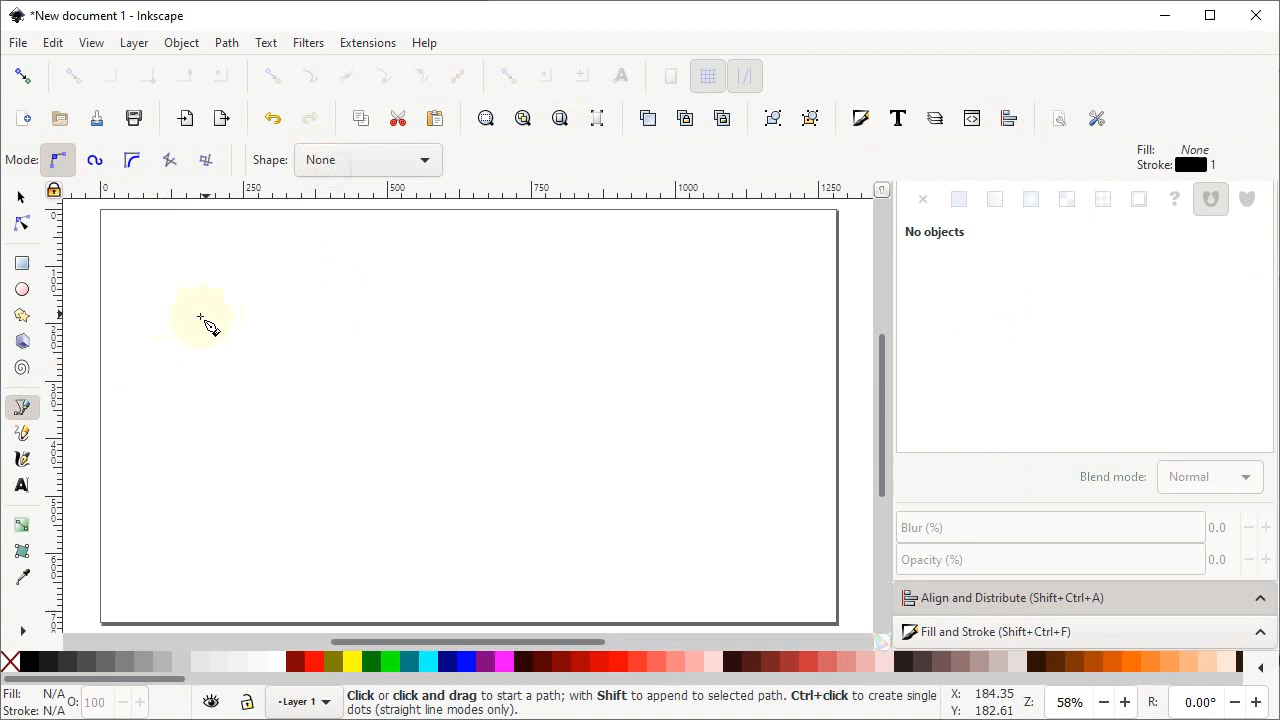 *New document 1 - Inkscape
File Edit View Layer Object Path Text Filters Extensions Help
Mode: Shape: None
Fill: None
Stroke: 1
0 250 500 750 1000 1250
No objects
Blend mode: Normal
Blur (%) 0.0
Opacity (%) 0.0
Align and Distribute (Shift+Ctrl+A)
Fill and Stroke (Shift+Ctrl+F)
Fill: N/A O: 100 Layer 1 Click or click and drag to start a path; with Shift to append to selected path. Ctrl+click to create single X: 184.35 Z: 58% R: 0.00°
Stroke: N/A dots (straight line modes only). Y: 182.61